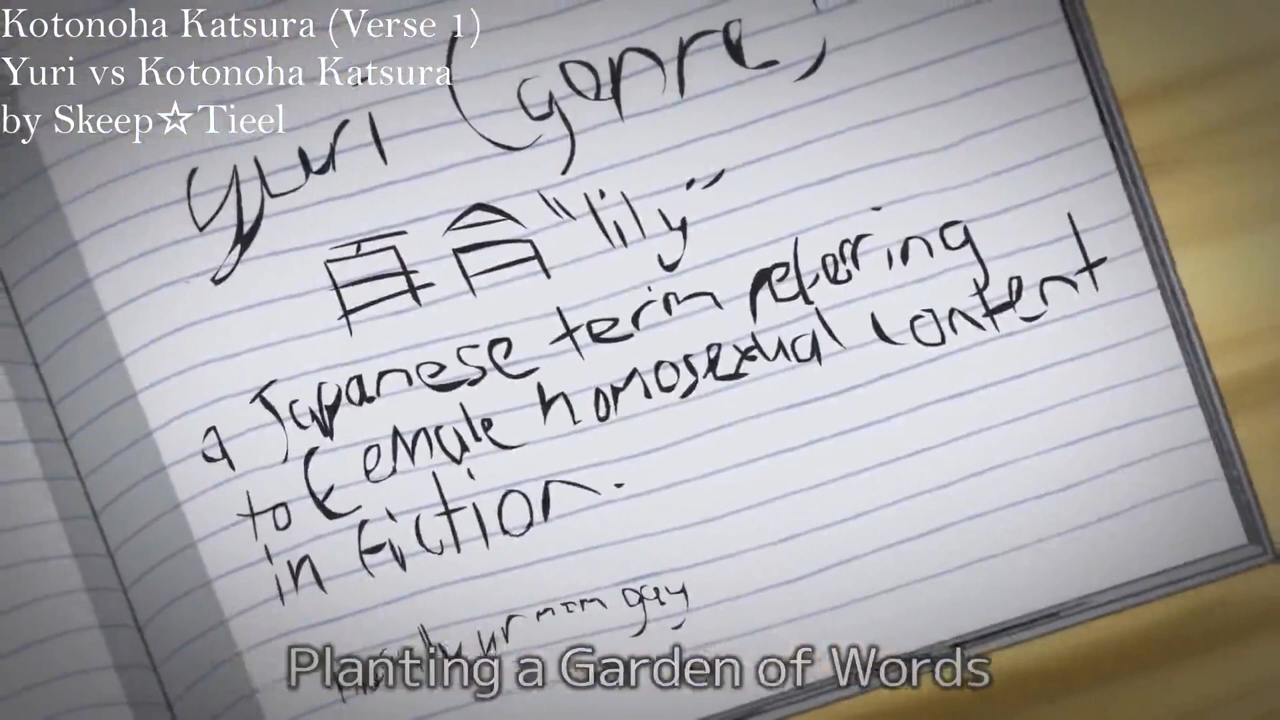 Kotonoha Katsura (Verse 1)
Yuri vs Kotonoha Katsura
by Skeep☆Tieel
yuri (genre)
百合 "lily"
a Japanese term referring
to female homosexual content
in fiction.
ur mom gay
Planting a Garden of Words